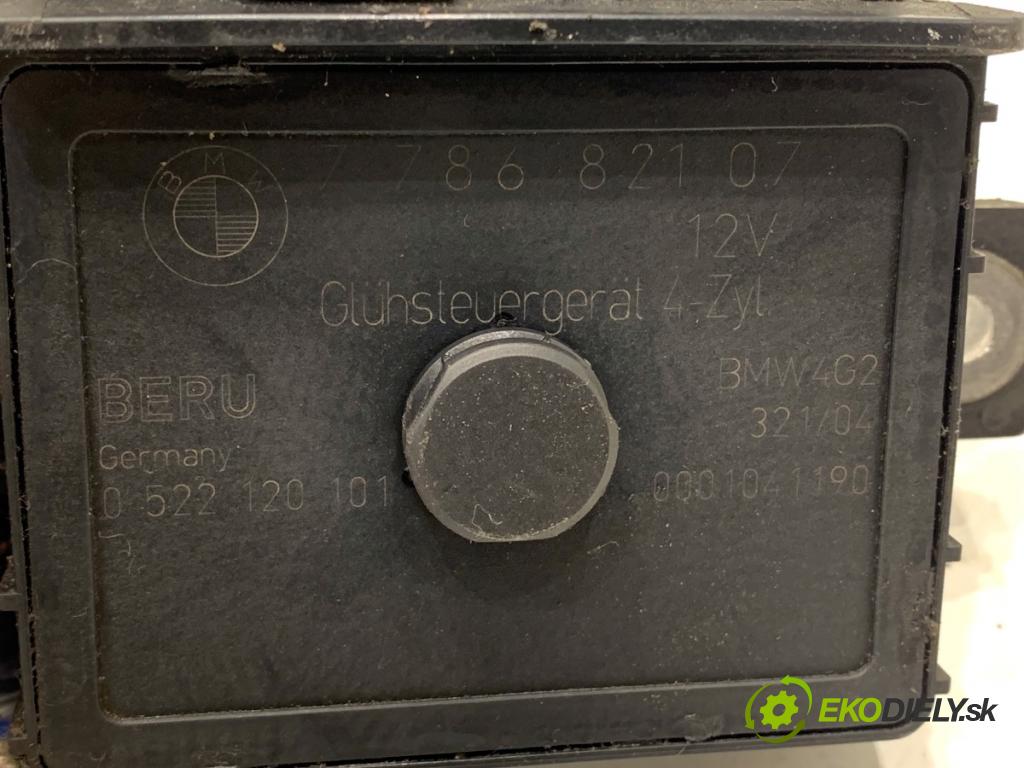 BMW
7 786 821 07
12V
Glühsteuergerät 4-Zyl.
BERU
BMW4G2
321/04
Germany
0 522 120 101
0001041190
EKODIELY.sk